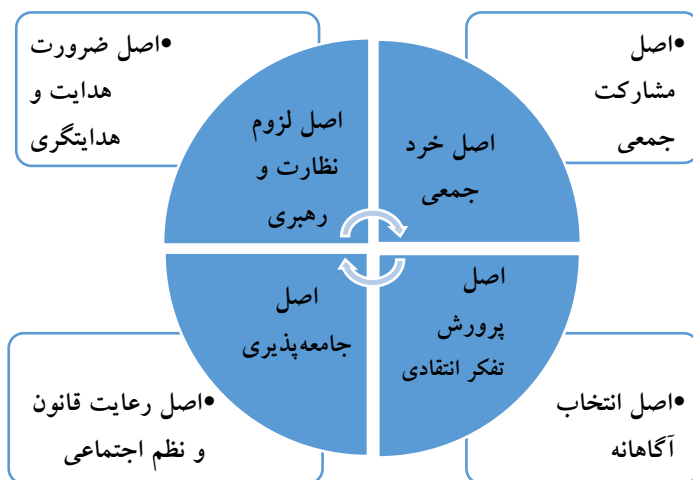 •اصل
مشارکت
جمعی
•اصل ضرورت
هدایت و
هدایتگری
اصل خرد
جمعی
اصل لزوم
نظارت و
رهبری
اصل
پرورش
تفکر انتقادی
اصل
جامعه‌پذیری
•اصل انتخاب
آگاهانه
•اصل رعایت قانون
و نظم اجتماعی